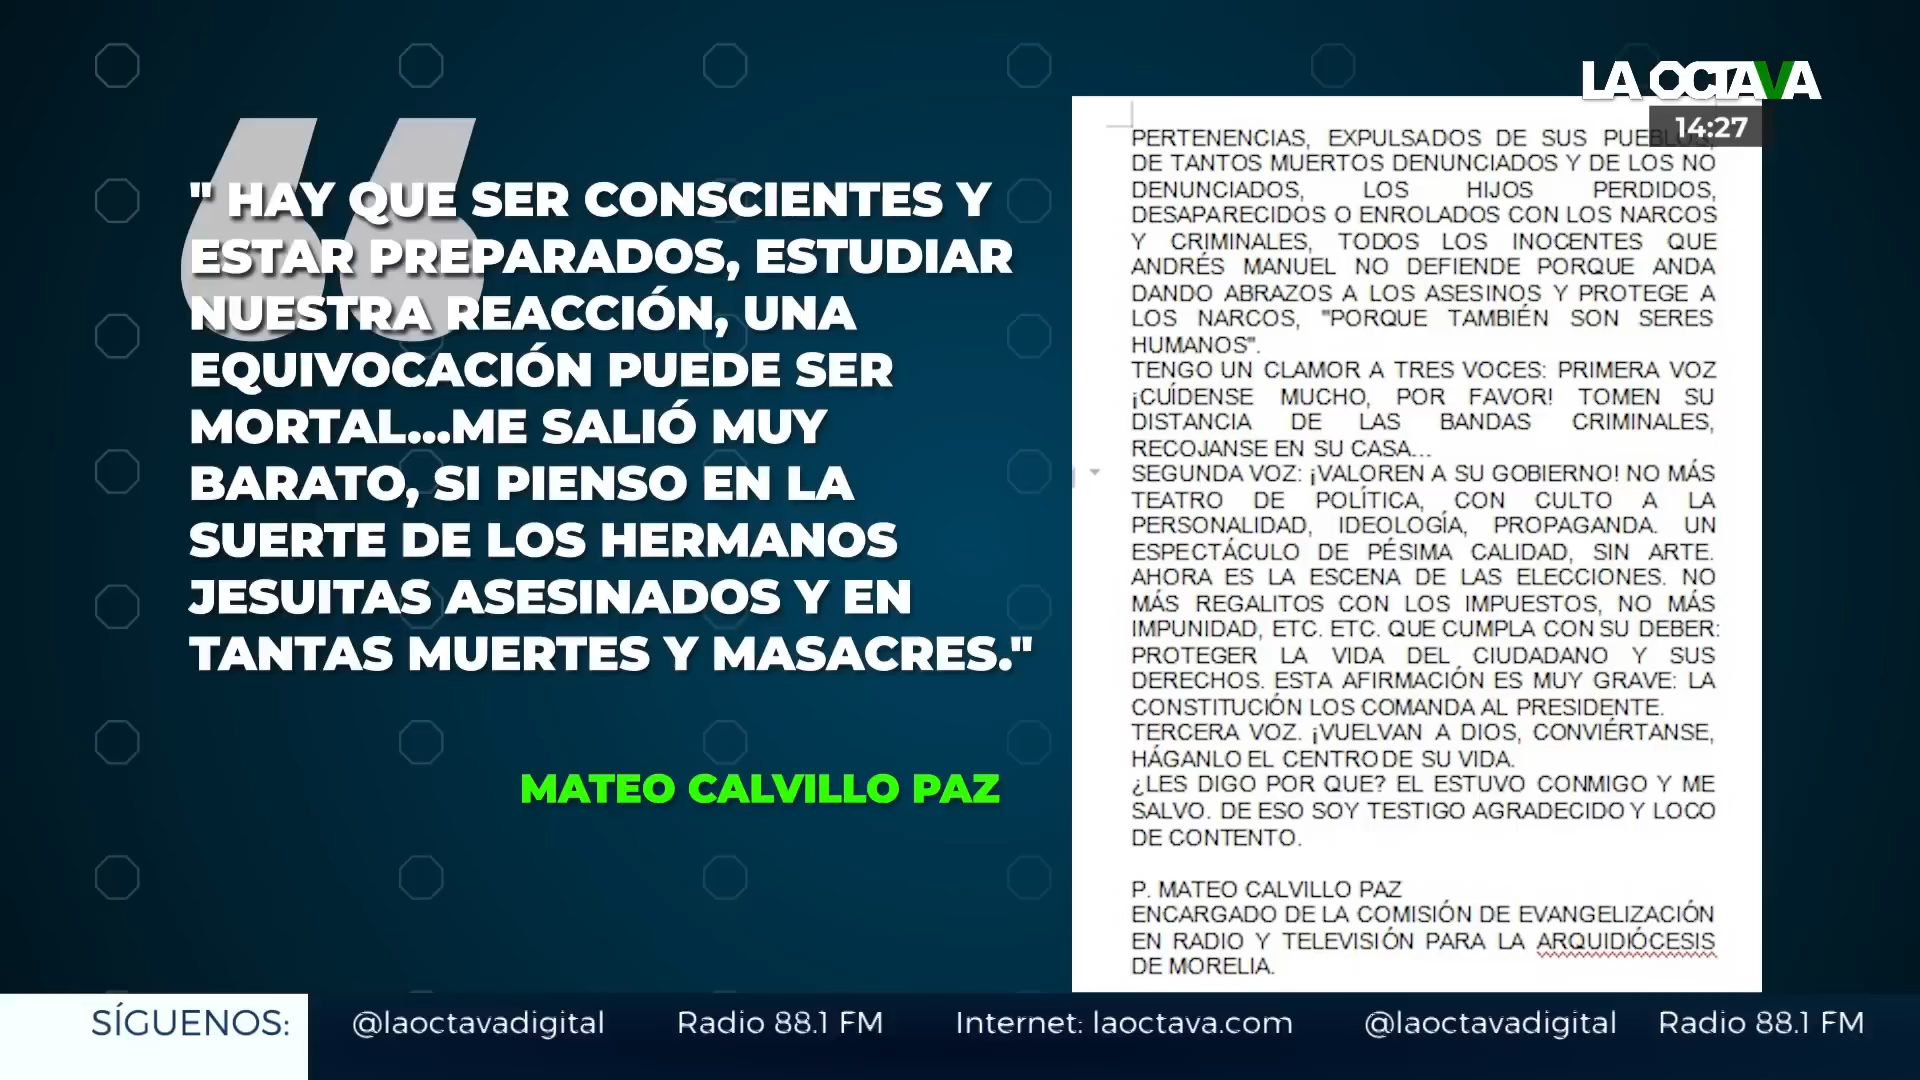 LA OCTAVA
14:27
" HAY QUE SER CONSCIENTES Y
ESTAR PREPARADOS, ESTUDIAR
NUESTRA REACCIÓN, UNA
EQUIVOCACIÓN PUEDE SER
MORTAL...ME SALIÓ MUY
BARATO, SI PIENSO EN LA
SUERTE DE LOS HERMANOS
JESUITAS ASESINADOS Y EN
TANTAS MUERTES Y MASACRES."
MATEO CALVILLO PAZ
PERTENENCIAS, EXPULSADOS DE SUS PUEBLOS,
DE TANTOS MUERTOS DENUNCIADOS Y DE LOS NO
DENUNCIADOS, LOS HIJOS PERDIDOS,
DESAPARECIDOS O ENROLADOS CON LOS NARCOS
Y CRIMINALES, TODOS LOS INOCENTES QUE
ANDRÉS MANUEL NO DEFIENDE PORQUE ANDA
DANDO ABRAZOS A LOS ASESINOS Y PROTEGE A
LOS NARCOS, "PORQUE TAMBIÉN SON SERES
HUMANOS".
TENGO UN CLAMOR A TRES VOCES: PRIMERA VOZ
¡CUÍDENSE MUCHO, POR FAVOR! TOMEN SU
DISTANCIA DE LAS BANDAS CRIMINALES,
RECOJANSE EN SU CASA...
SEGUNDA VOZ: ¡VALOREN A SU GOBIERNO! NO MÁS
TEATRO DE POLÍTICA, CON CULTO A LA
PERSONALIDAD, IDEOLOGÍA, PROPAGANDA. UN
ESPECTÁCULO DE PÉSIMA CALIDAD, SIN ARTE.
AHORA ES LA ESCENA DE LAS ELECCIONES. NO
MÁS REGALITOS CON LOS IMPUESTOS, NO MÁS
IMPUNIDAD, ETC. ETC. QUE CUMPLA CON SU DEBER:
PROTEGER LA VIDA DEL CIUDADANO Y SUS
DERECHOS. ESTA AFIRMACIÓN ES MUY GRAVE: LA
CONSTITUCIÓN LOS COMANDA AL PRESIDENTE.
TERCERA VOZ. ¡VUELVAN A DIOS, CONVIÉRTANSE,
HÁGANLO EL CENTRO DE SU VIDA.
¿LES DIGO POR QUE? EL ESTUVO CONMIGO Y ME
SALVO. DE ESO SOY TESTIGO AGRADECIDO Y LOCO
DE CONTENTO.
P. MATEO CALVILLO PAZ
ENCARGADO DE LA COMISIÓN DE EVANGELIZACIÓN
EN RADIO Y TELEVISIÓN PARA LA ARQUIDIÓCESIS
DE MORELIA.
SÍGUENOS: @laoctavadigital Radio 88.1 FM Internet: laoctava.com @laoctavadigital Radio 88.1 FM